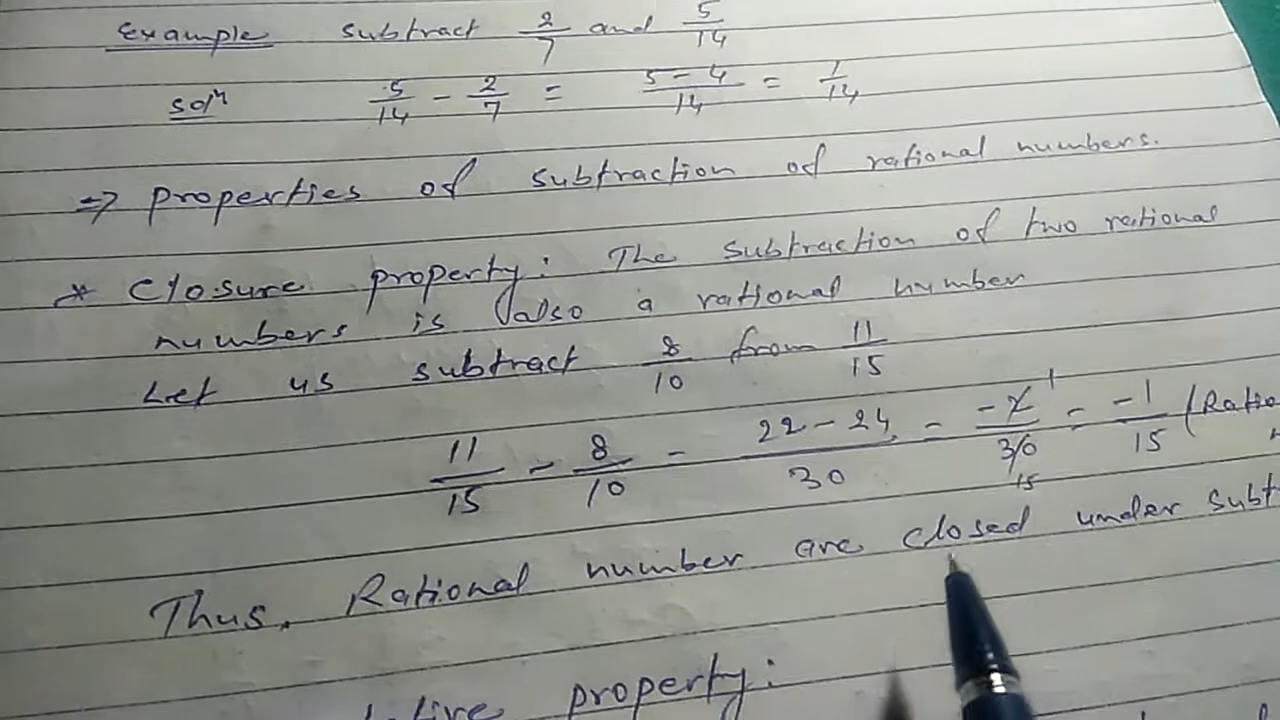 Example subtract 2/7 and 5/14
Solⁿ 5/14 - 2/7 = 5-4/14 = 1/14
⇒ properties of subtraction of rational numbers.
* Closure property: The subtraction of two rational
numbers is also a rational number
Let us subtract 8/10 from 11/15
11/15 - 8/10 = 22-24/30 = -2/30 1 15 = -1/15 (Ratio
Thus, Rational number are closed under subt
property: